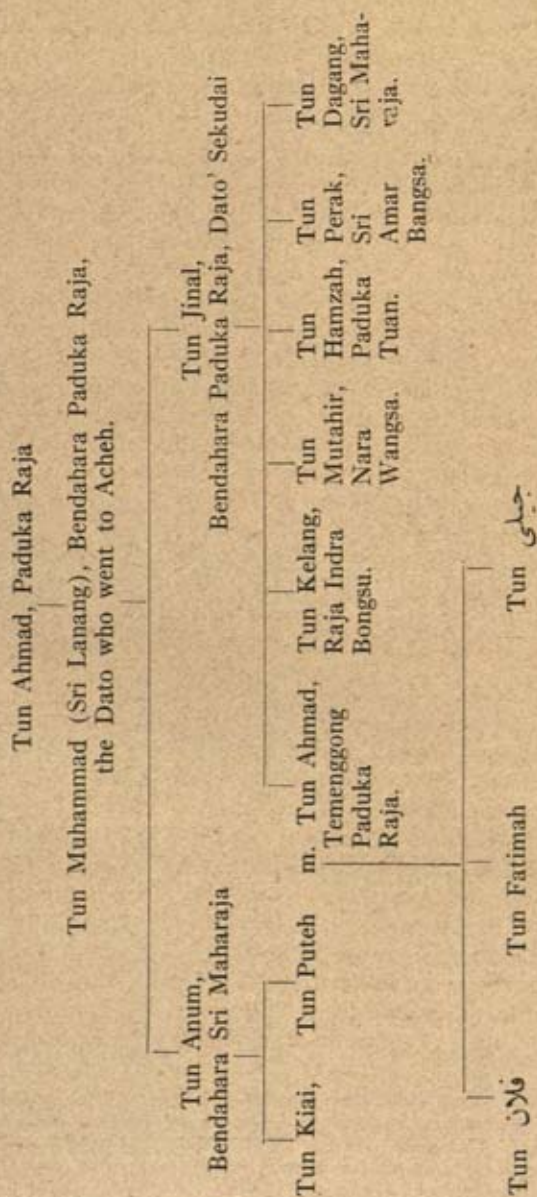 Tun Ahmad, Paduka Raja
Tun Muhammad (Sri Lanang), Bendahara Paduka Raja,
the Dato who went to Acheh.
Tun Anum,
Bendahara Sri Maharaja
Tun Jinal,
Bendahara Paduka Raja, Dato' Sekudai
Tun Kiai,
Tun Puteh
m.
Tun Ahmad,
Temenggong
Paduka
Raja.
Tun Kelang,
Raja Indra
Bongsu.
Tun
Mutahir,
Nara
Wangsa.
Tun
Hamzah,
Paduka
Tuan.
Tun
Perak,
Sri
Amar
Bangsa.
Tun
Dagang,
Sri Maha-
raja.
Tun فلان
Tun Fatimah
Tun جبلى